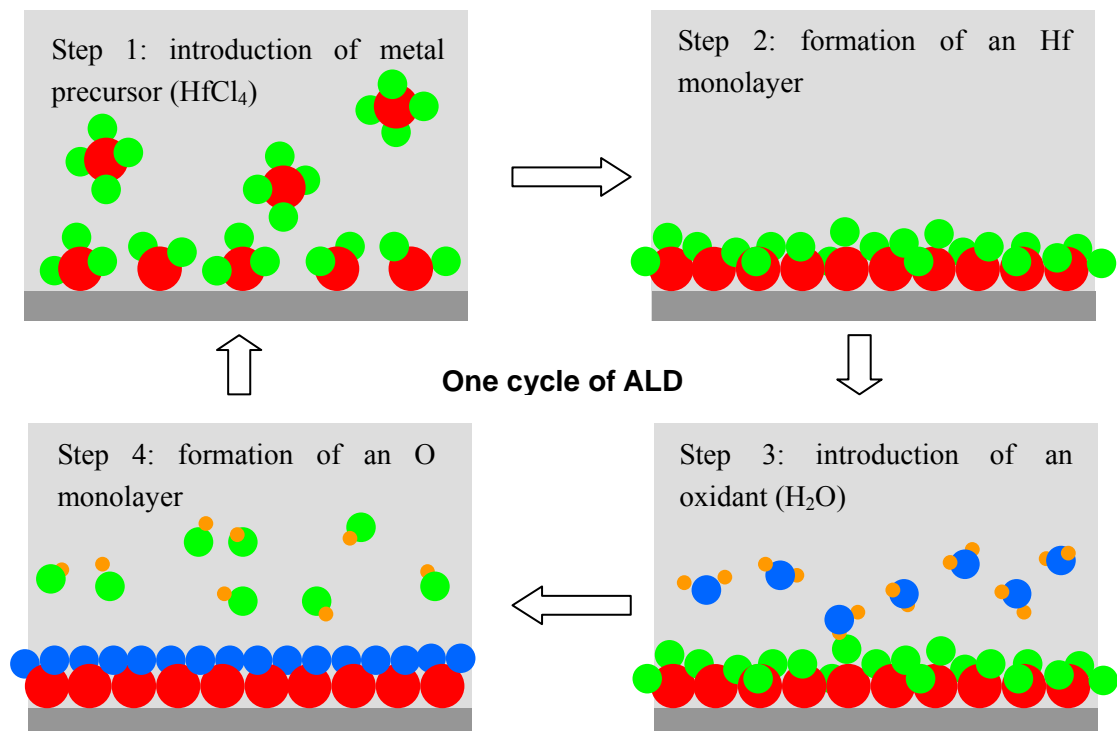 Step 1: introduction of metal
precursor (HfCl₄)
Step 2: formation of an Hf
monolayer
One cycle of ALD
Step 4: formation of an O
monolayer
Step 3: introduction of an
oxidant (H₂O)